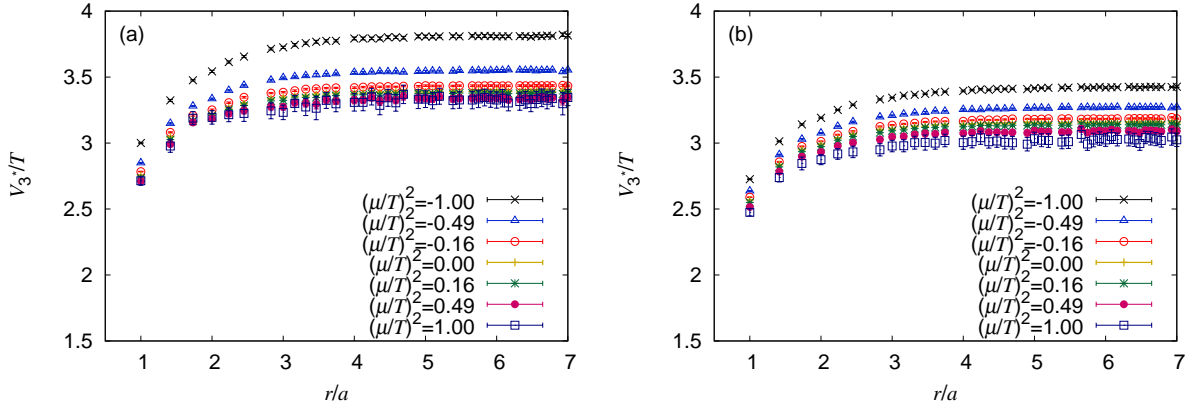 (a)
4
3.5
3
2.5
2
1.5
V3*/T
(μ/T)2=-1.00
(μ/T)2=-0.49
(μ/T)2=-0.16
(μ/T)2=0.00
(μ/T)2=0.16
(μ/T)2=0.49
(μ/T)2=1.00
1 2 3 4 5 6 7
r/a
(b)
4
3.5
3
2.5
2
1.5
V3*/T
(μ/T)2=-1.00
(μ/T)2=-0.49
(μ/T)2=-0.16
(μ/T)2=0.00
(μ/T)2=0.16
(μ/T)2=0.49
(μ/T)2=1.00
1 2 3 4 5 6 7
r/a